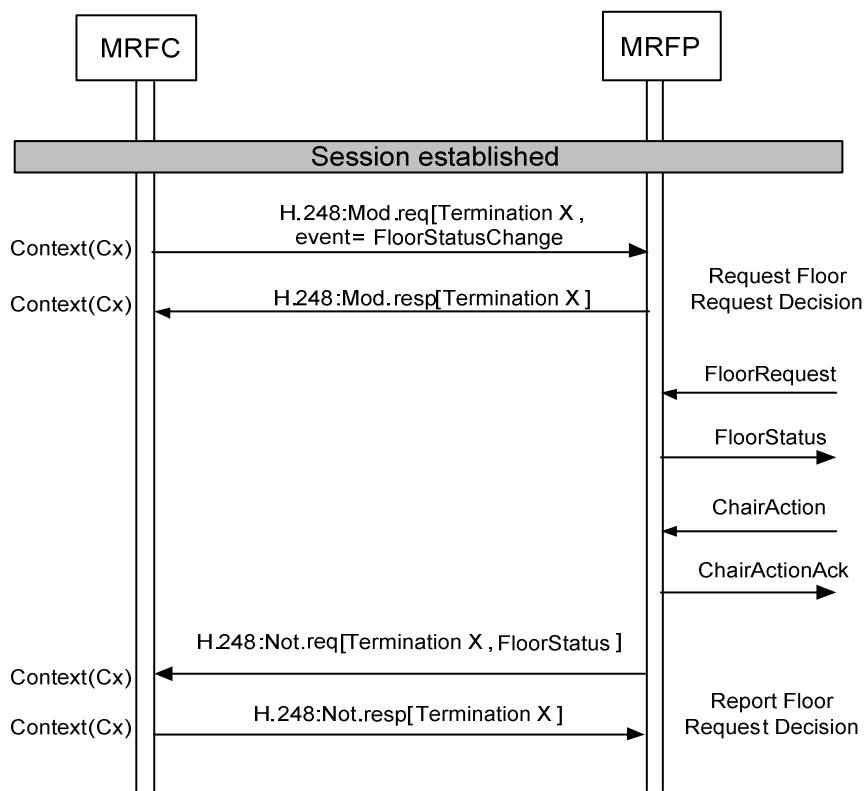 MRFC
MRFP
Session established
H.248:Mod.req[Termination X ,
event= FloorStatusChange
Context(Cx)
Request Floor
Request Decision
H.248:Mod.resp[Termination X ]
Context(Cx)
FloorRequest
FloorStatus
ChairAction
ChairActionAck
H.248:Not.req[Termination X , FloorStatus ]
Context(Cx)
Report Floor
Request Decision
H.248:Not.resp[Termination X ]
Context(Cx)